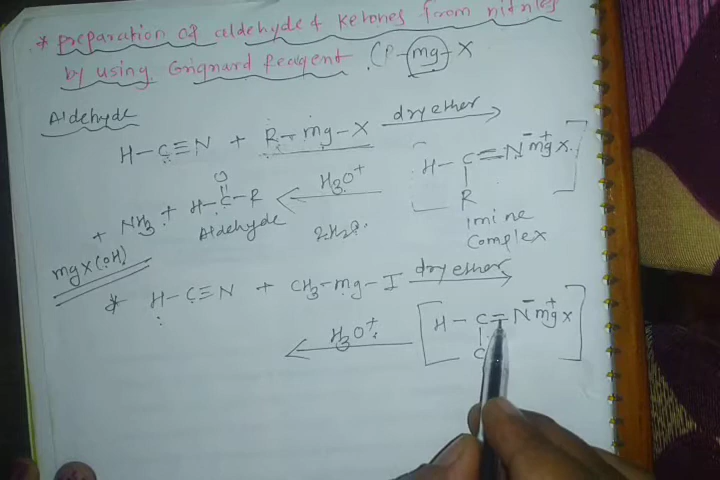 * preparation of aldehyde & ketones from nitriles
by using Grignard Reagent (R-mg-X
Aldehyde
H-C≡N + R-mg-X dry ether [H-C=N⁻mg⁺X.]
R
imine
complex
H₃O⁺
2H₂O
O
H-C-R
Aldehyde
+ NH₃ +
mgX(OH)
* H-C≡N + CH₃-mg-I dry ether
[H-C=N⁻mg⁺X]
C
H₃O⁺